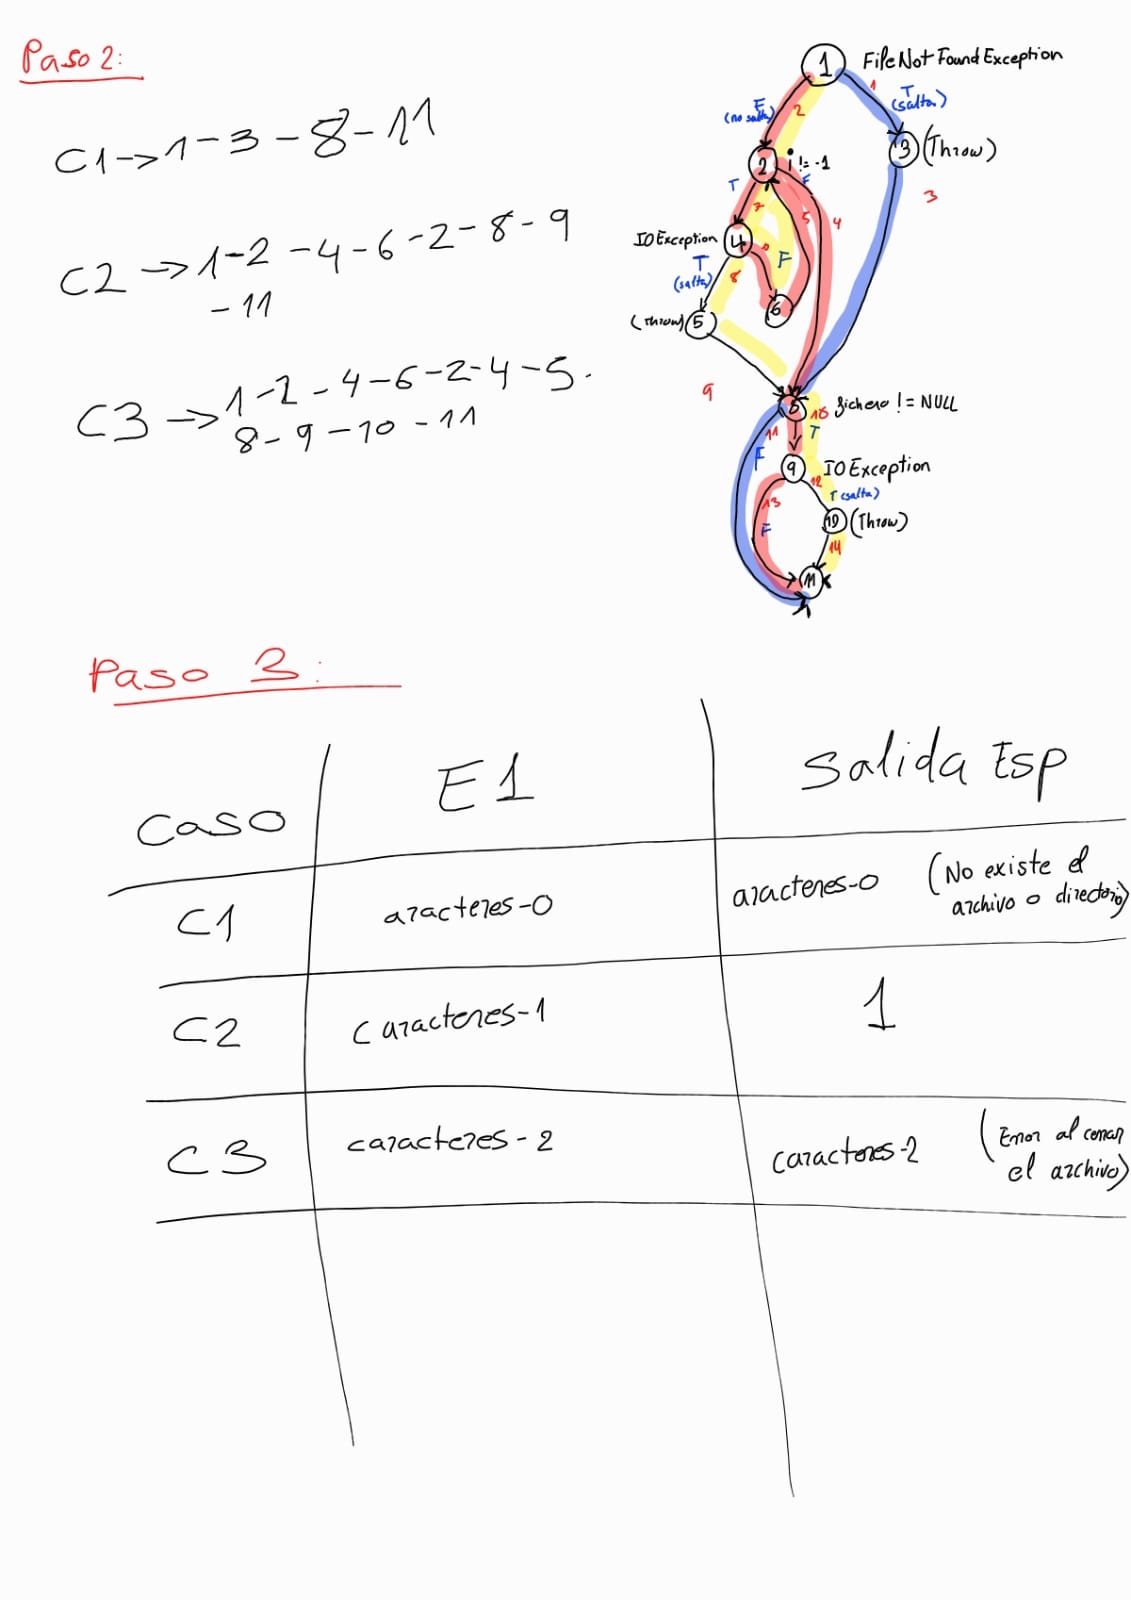 Paso 2:
C1 -> 1 - 3 - 8 - 11
C2 -> 1 - 2 - 4 - 6 - 2 - 8 - 9
- 11
C3 -> 1 - 2 - 4 - 6 - 2 - 4 - 5 -
8 - 9 - 10 - 11
1 FileNotFoundException
1
F
(no salta)
2
T
(salta)
2 i != -1
3 (Throw)
T
F
3
7
5
4
IOException 4
6
F
T
(salta)
8
6
(Throw) 5
9
8 fichero != NULL
10
T
11
F
9 IOException
12
T (salta)
13
F
10 (Throw)
14
11
Paso 3:
Caso E1 Salida Esp
C1 aracteres-0 aracteres-0 (No existe el
archivo o directorio)
C2 Caracteres-1 1
C3 caracteres-2 caracteres-2 (Error al cerrar
el archivo)